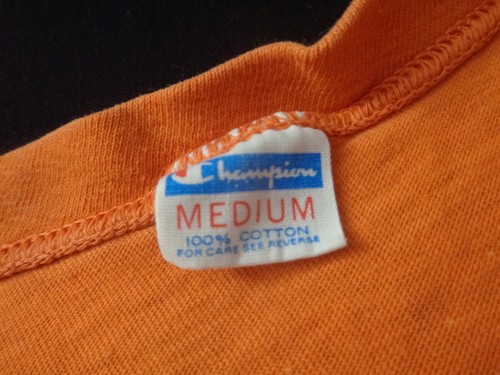 Champion
MEDIUM
100% COTTON
FOR CARE SEE REVERSE